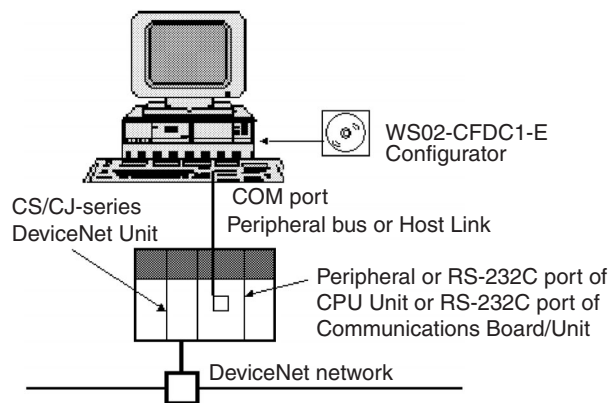 WS02-CFDC1-E
Configurator
COM port
Peripheral bus or Host Link
CS/CJ-series
DeviceNet Unit
Peripheral or RS-232C port of
CPU Unit or RS-232C port of
Communications Board/Unit
DeviceNet network